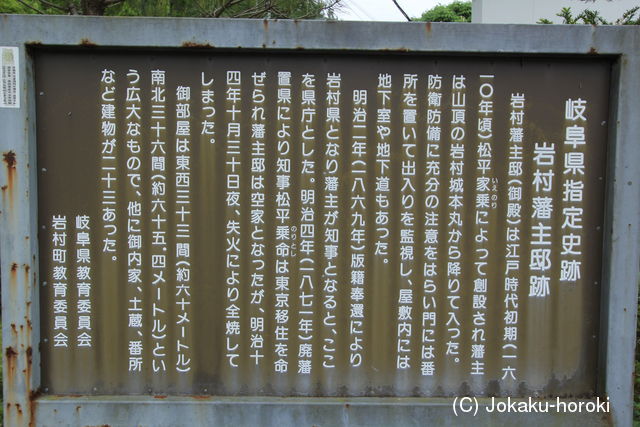 岐阜県指定史跡
岩村藩主邸跡
岩村藩主邸(御殿)は江戸時代初期(一六
一〇年頃)松平家乗によって創設され藩主
いえのり
は山頂の岩村城本丸から降りて入った。
防衛防備に充分の注意をはらい門には番
所を置いて出入りを監視し、屋敷内には
地下室や地下道もあった。
明治二年(一八六九年)版籍奉還により
岩村県となり藩主が知事となると、ここ
を県庁とした。明治四年(一八七一年)廃藩
置県により知事松平乗命は東京移住を命
のりとし
ぜられ藩主邸は空家となったが、明治十
四年十月三十日夜、失火により全焼して
しまった。
御部屋は東西三十三間(約六十メートル)
南北三十六間(約六十五、四メートル)とい
う広大なもので、他に御内家、土蔵、番所
など建物が二十三あった。
岐阜県教育委員会
岩村町教育委員会
(C) Jokaku-horoki